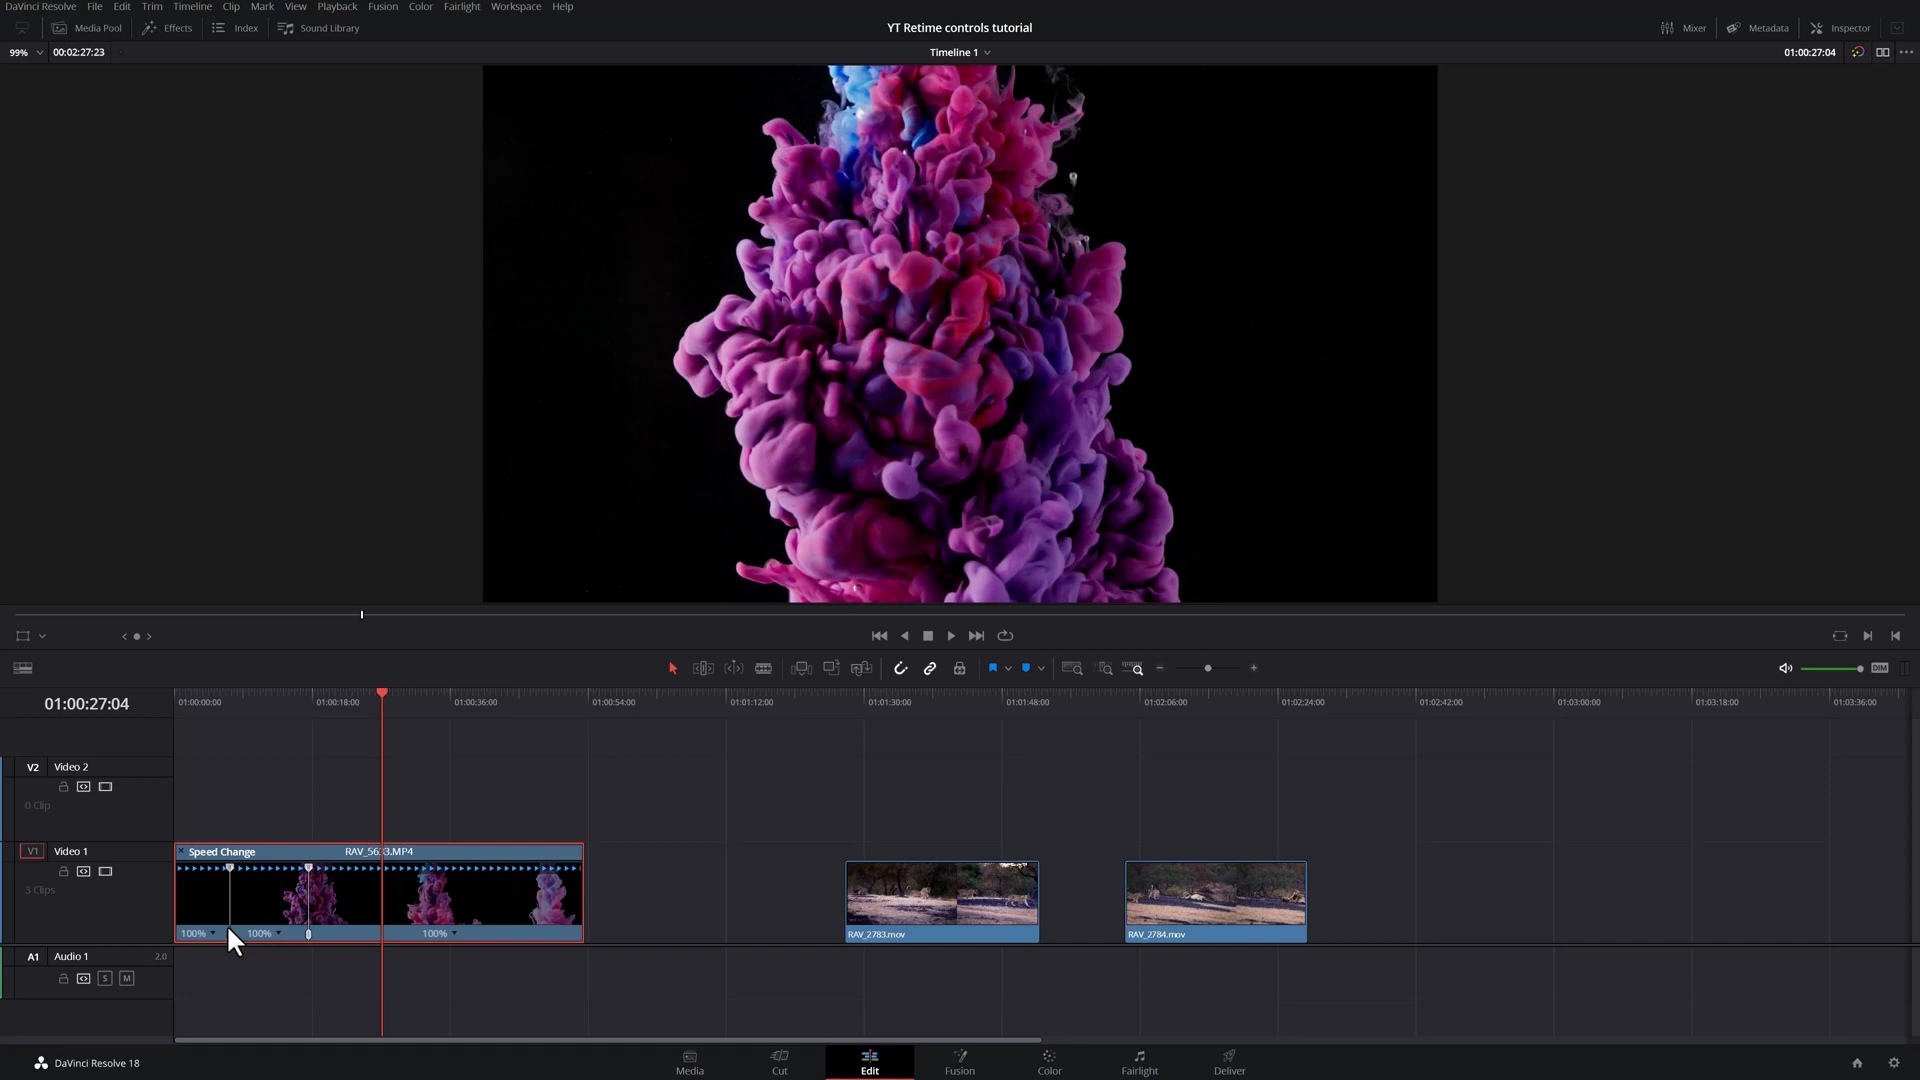 DaVinci Resolve File Edit Trim Timeline Clip Mark View Playback Fusion Color Fairlight Workspace Help
Media Pool Effects Index Sound Library YT Retime controls tutorial Mixer Metadata Inspector
99% 00:02:27:23 Timeline 1 01:00:27:04
DIM
01:00:27:04 01:00:00:00 01:00:18:00 01:00:36:00 01:00:54:00 01:01:12:00 01:01:30:00 01:01:48:00 01:02:06:00 01:02:24:00 01:02:42:00 01:03:00:00 01:03:18:00 01:03:36:00
V2 Video 2
0 Clip
V1 Video 1 Speed Change RAV_5633.MP4
3 Clips
100% 100% 100% RAV_2783.mov RAV_2784.mov
A1 Audio 1 2.0
S M
DaVinci Resolve 18 Media Cut Edit Fusion Color Fairlight Deliver